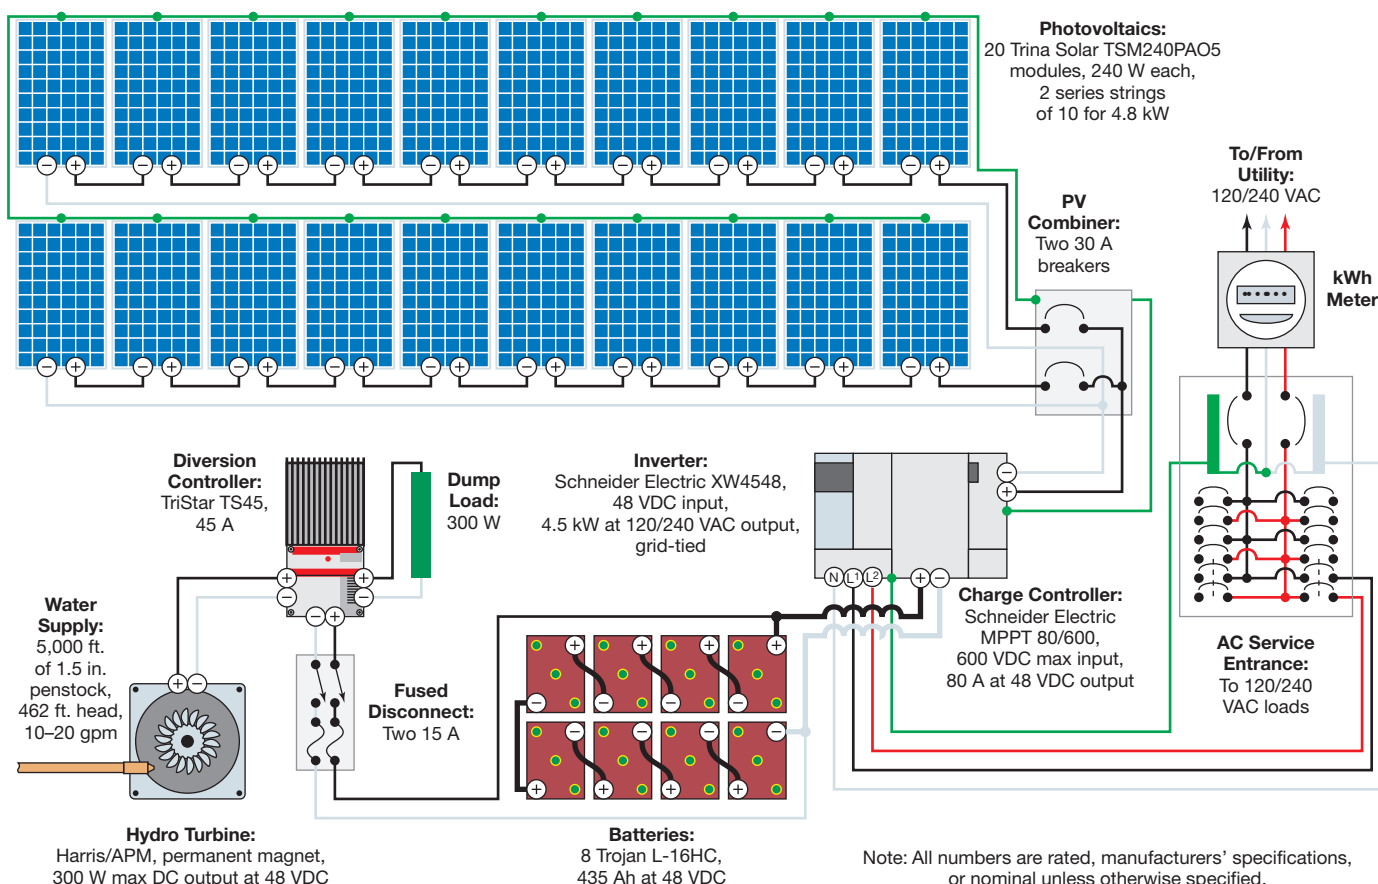 Photovoltaics:
20 Trina Solar TSM240PAO5
modules, 240 W each,
2 series strings
of 10 for 4.8 kW
To/From
Utility:
120/240 VAC
PV
Combiner:
Two 30 A
breakers
kWh
Meter
Diversion
Controller:
TriStar TS45,
45 A
Dump
Load:
300 W
Inverter:
Schneider Electric XW4548,
48 VDC input,
4.5 kW at 120/240 VAC output,
grid-tied
N L1 L2
Charge Controller:
Schneider Electric
MPPT 80/600,
600 VDC max input,
80 A at 48 VDC output
AC Service
Entrance:
To 120/240
VAC loads
Water
Supply:
5,000 ft.
of 1.5 in.
penstock,
462 ft. head,
10–20 gpm
Fused
Disconnect:
Two 15 A
Hydro Turbine:
Harris/APM, permanent magnet,
300 W max DC output at 48 VDC
Batteries:
8 Trojan L-16HC,
435 Ah at 48 VDC
Note: All numbers are rated, manufacturers’ specifications,
or nominal unless otherwise specified.